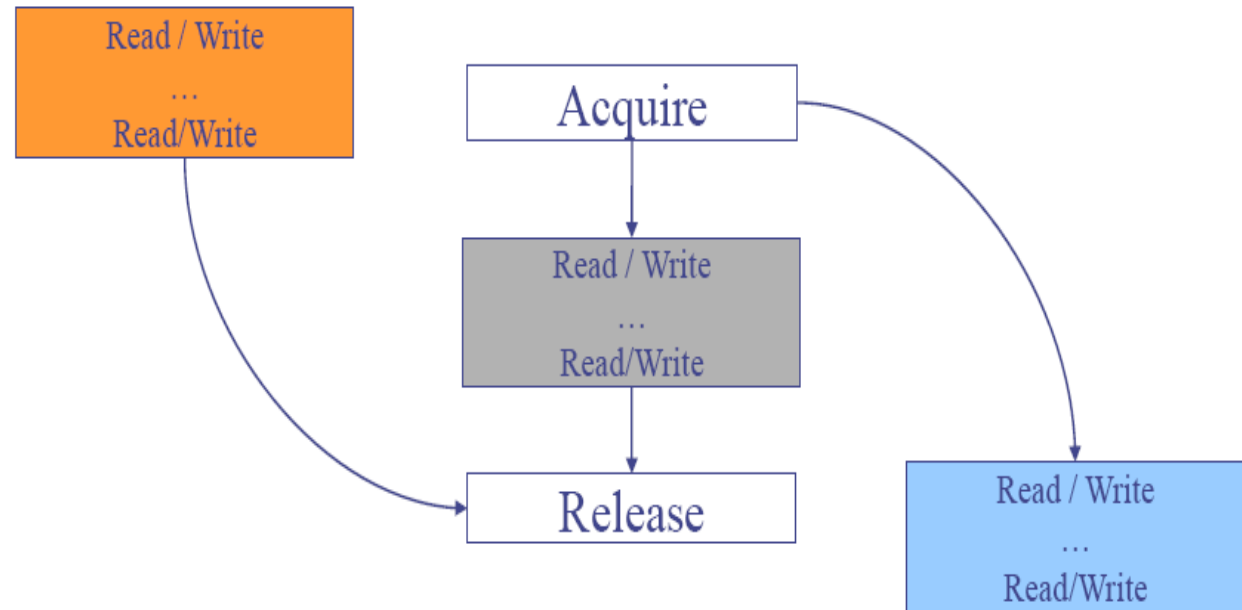 Read / Write
…
Read/Write
Acquire
Read / Write
…
Read/Write
Release
Read / Write
…
Read/Write